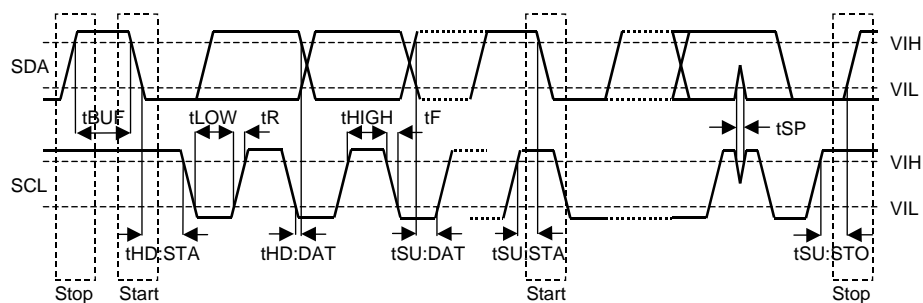 SDA
VIH
VIL
tBUF
tLOW
tR
tHIGH
tF
tSP
SCL
VIH
VIL
tHD:STA
tHD:DAT
tSU:DAT
tSU:STA
tSU:STO
Stop
Start
Start
Stop